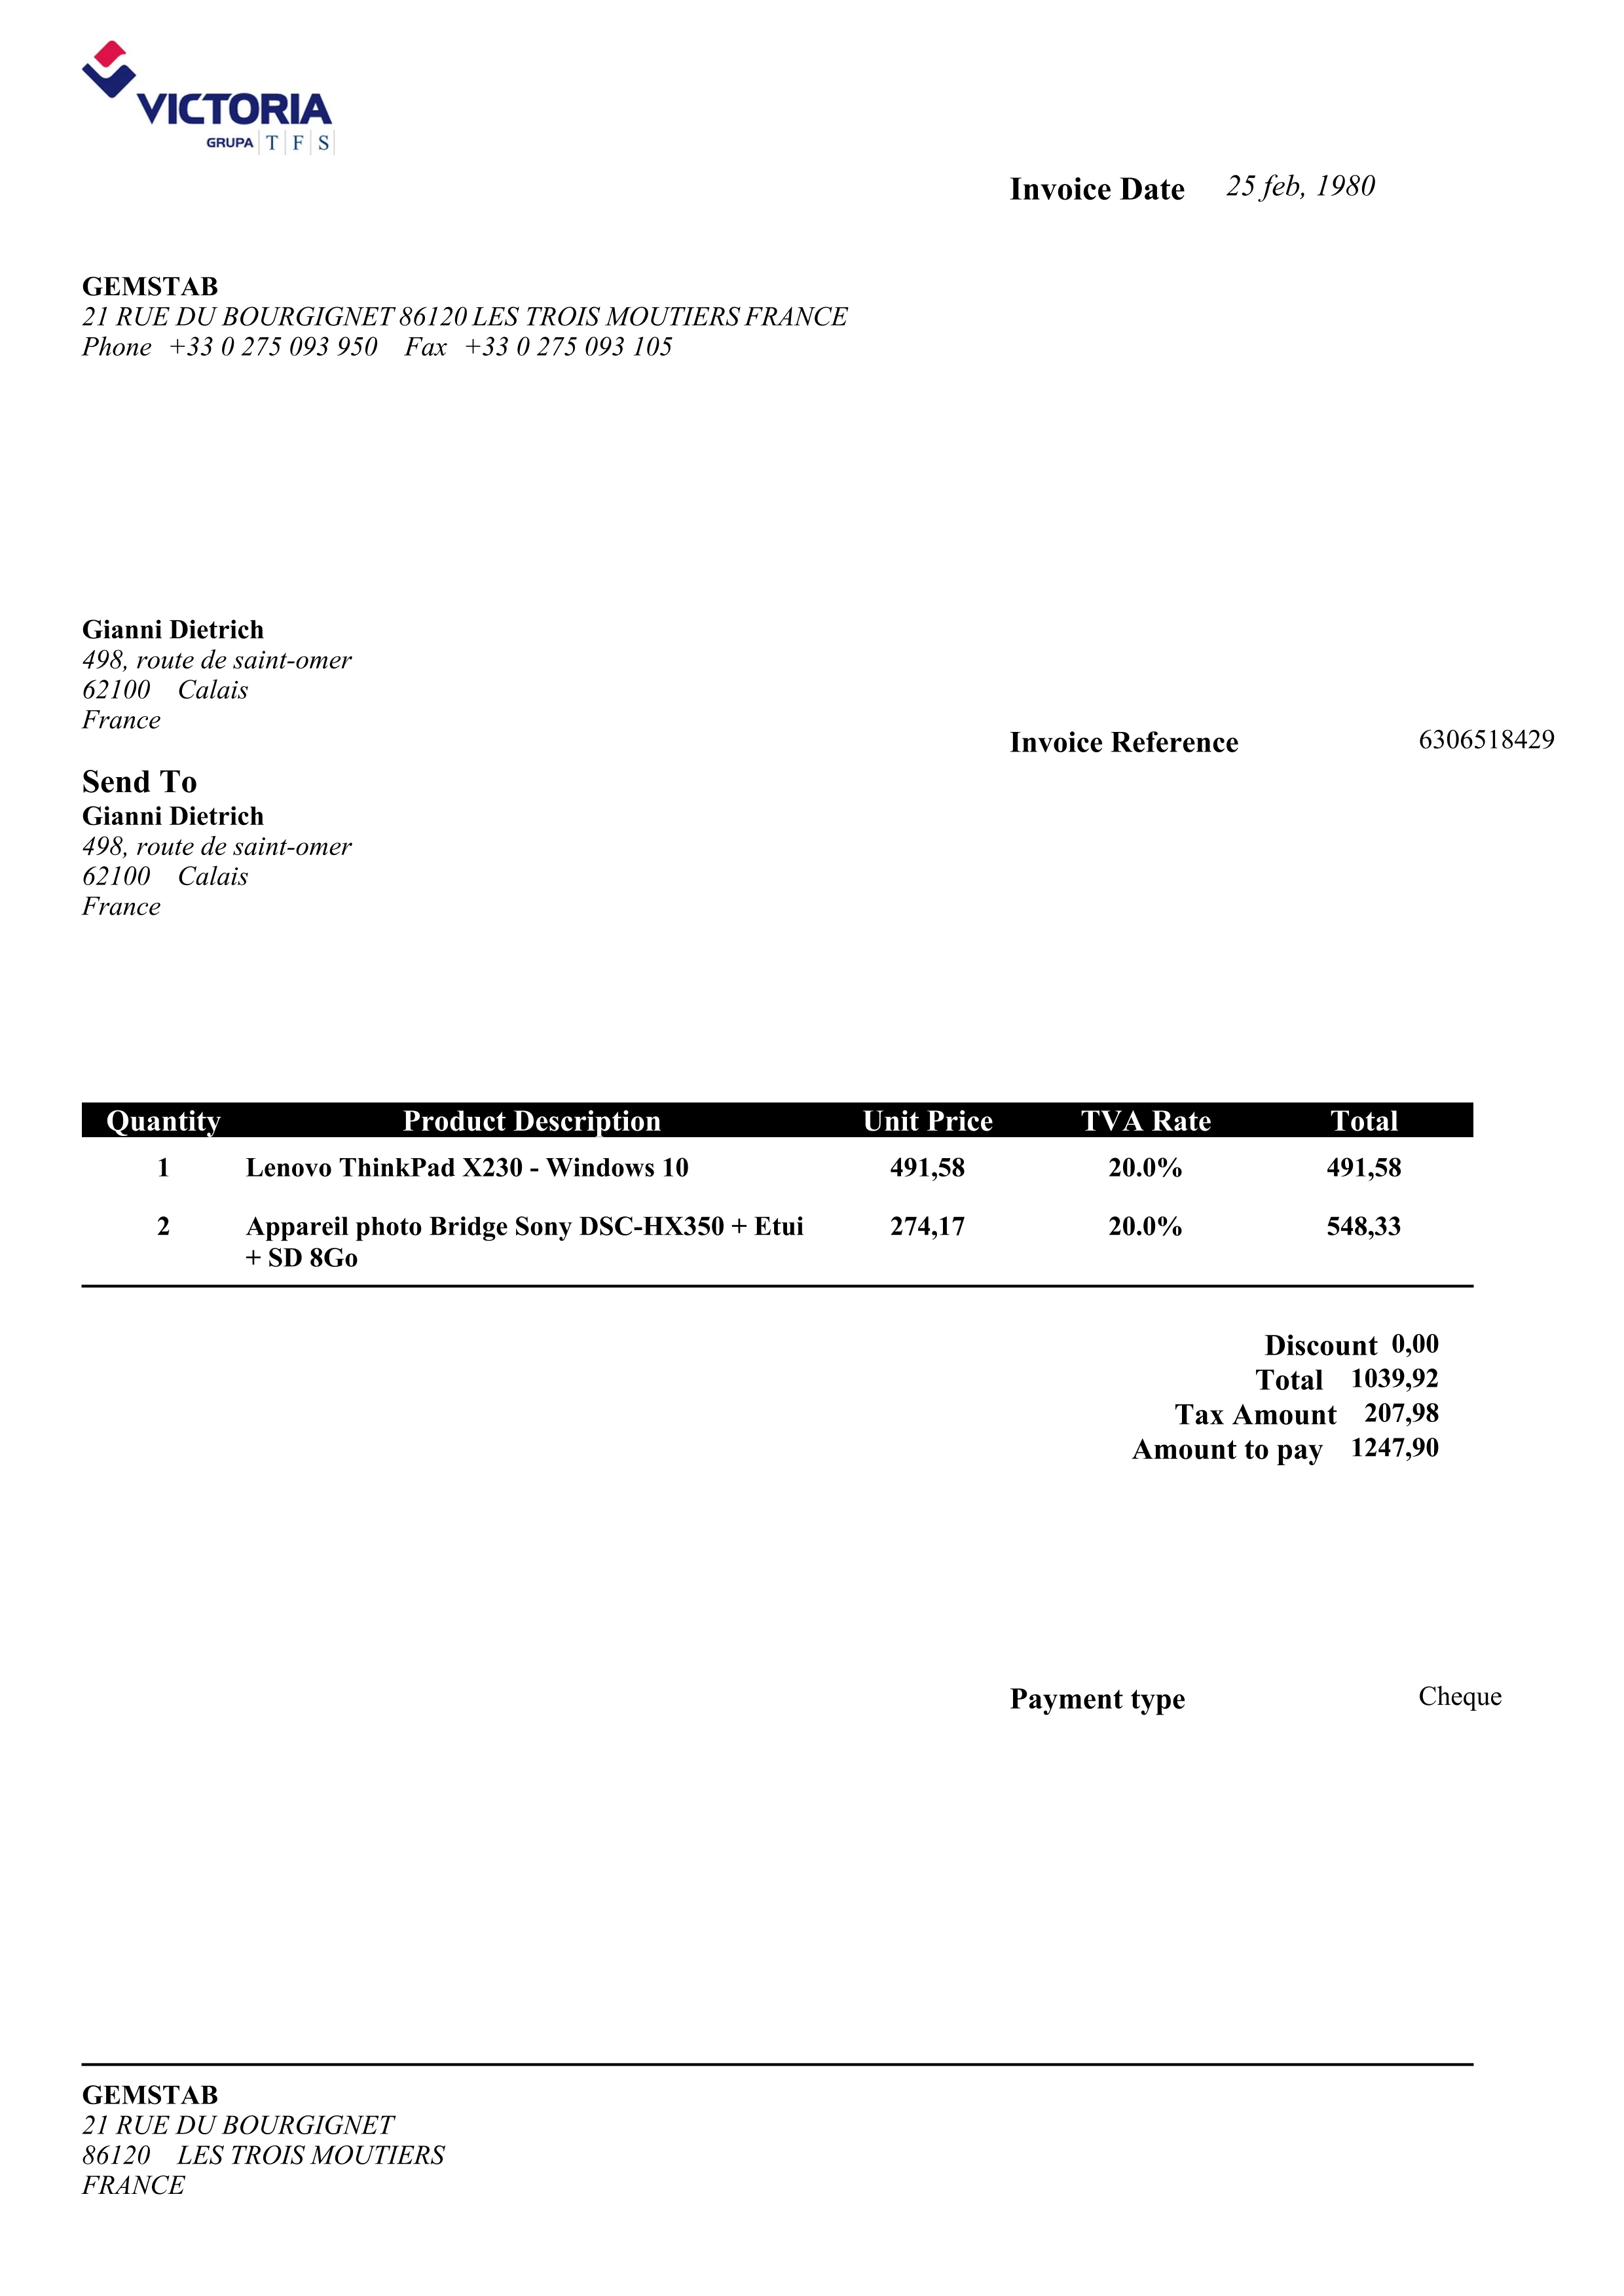 VICTORIA
GRUPA T F S
Invoice Date 25 feb, 1980
GEMSTAB
21 RUE DU BOURGIGNET 86120 LES TROIS MOUTIERS FRANCE
Phone +33 0 275 093 950 Fax +33 0 275 093 105
Gianni Dietrich
498, route de saint-omer
62100 Calais
France
Invoice Reference 6306518429
Send To
Gianni Dietrich
498, route de saint-omer
62100 Calais
France
Quantity Product Description Unit Price TVA Rate Total
1 Lenovo ThinkPad X230 - Windows 10 491,58 20.0% 491,58
2 Appareil photo Bridge Sony DSC-HX350 + Etui 274,17 20.0% 548,33
+ SD 8Go
Discount 0,00
Total 1039,92
Tax Amount 207,98
Amount to pay 1247,90
Payment type Cheque
GEMSTAB
21 RUE DU BOURGIGNET
86120 LES TROIS MOUTIERS
FRANCE